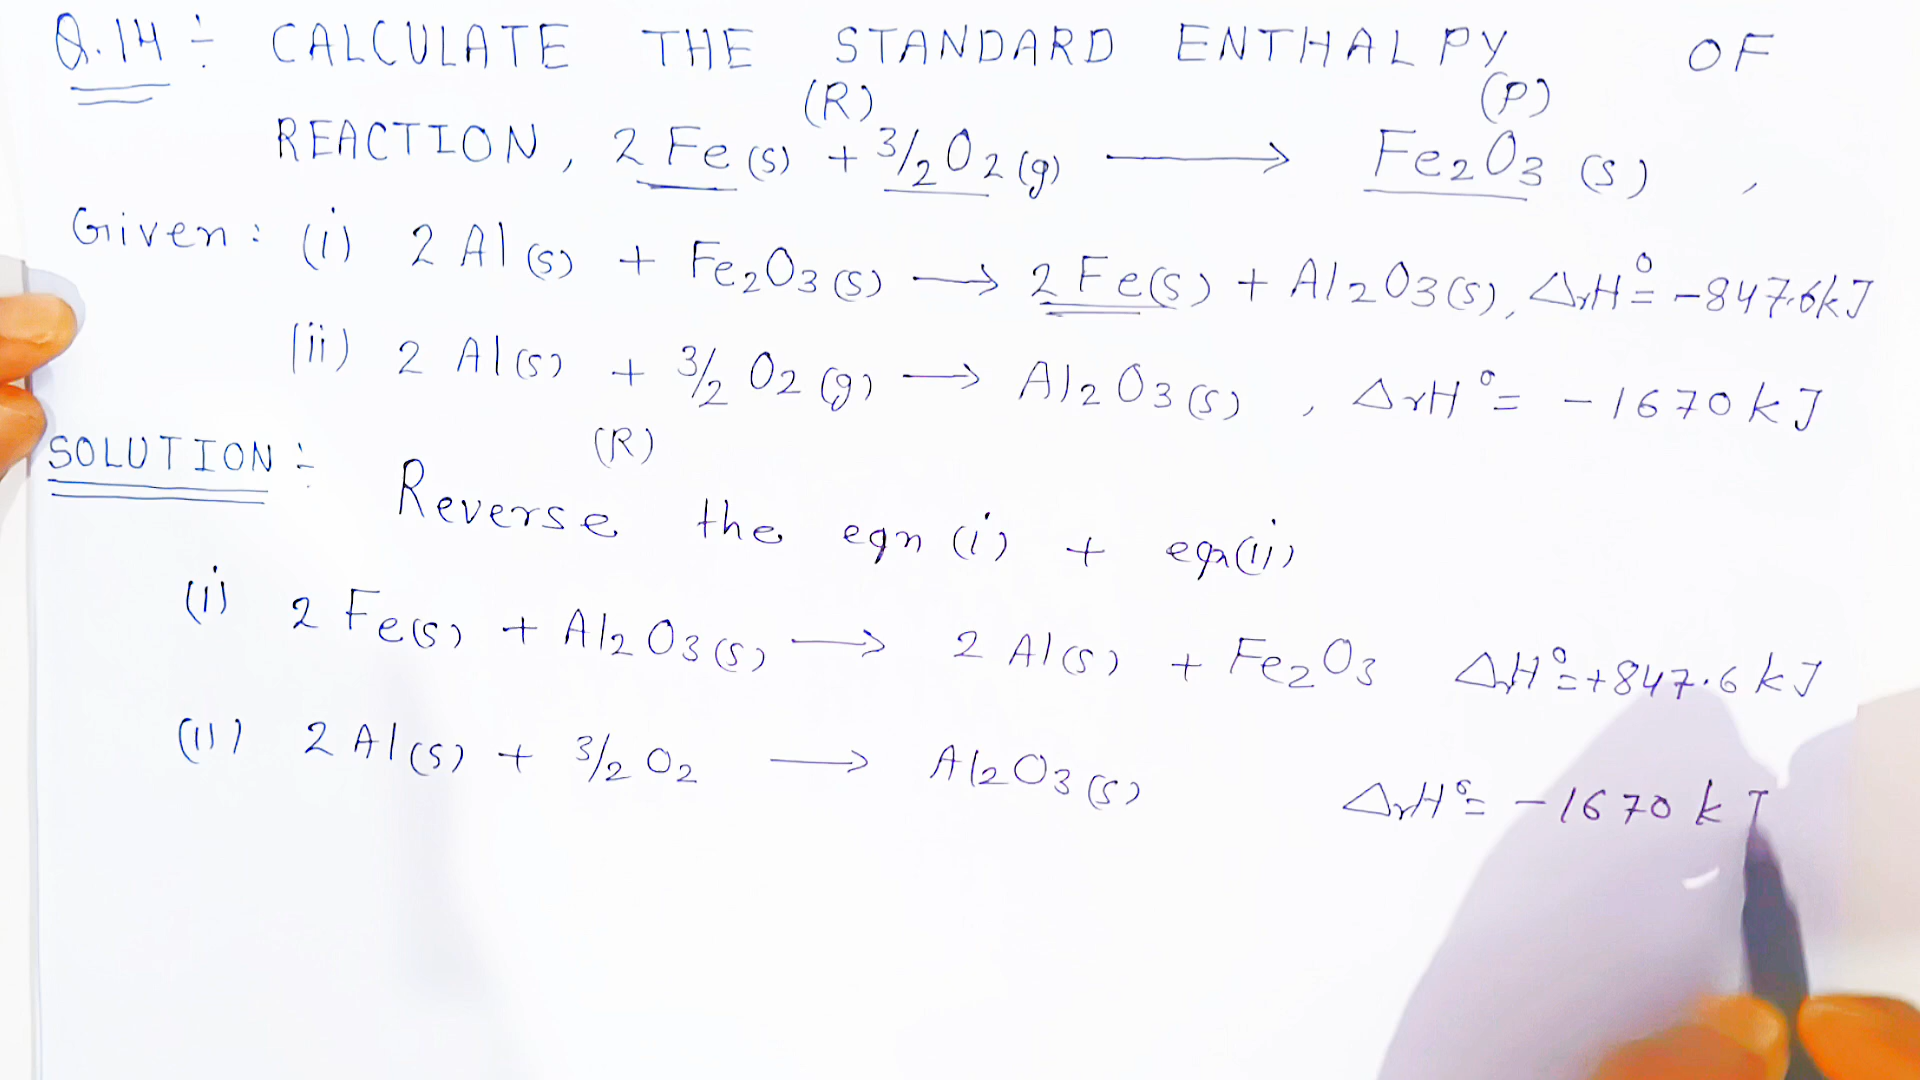 Q.14 :- CALCULATE THE STANDARD ENTHALPY OF
(R) (P)
REACTION, 2 Fe (s) + 3/2 O2 (g) ⟶ Fe2O3 (s) ,
Given : (i) 2 Al (s) + Fe2O3 (s) ⟶ 2 Fe(s) + Al2O3 (s), ΔrH° = -847.6kJ
(ii) 2 Al (s) + 3/2 O2 (g) ⟶ Al2O3 (s) , ΔrH° = - 1670 kJ
(R)
SOLUTION :-
Reverse the eqn (i) + eqn(ii)
(i) 2 Fe(s) + Al2O3 (s) ⟶ 2 Al (s) + Fe2O3 ΔrH° = +847.6 kJ
(ii) 2 Al (s) + 3/2 O2 ⟶ Al2O3 (s) ΔrH° = -1670 kJ